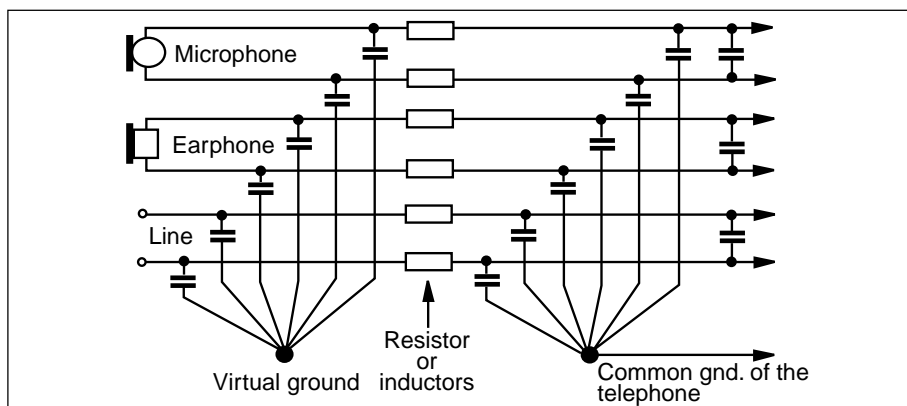 Microphone
Earphone
Line
Resistor
or
inductors
Virtual ground
Common gnd. of the
telephone